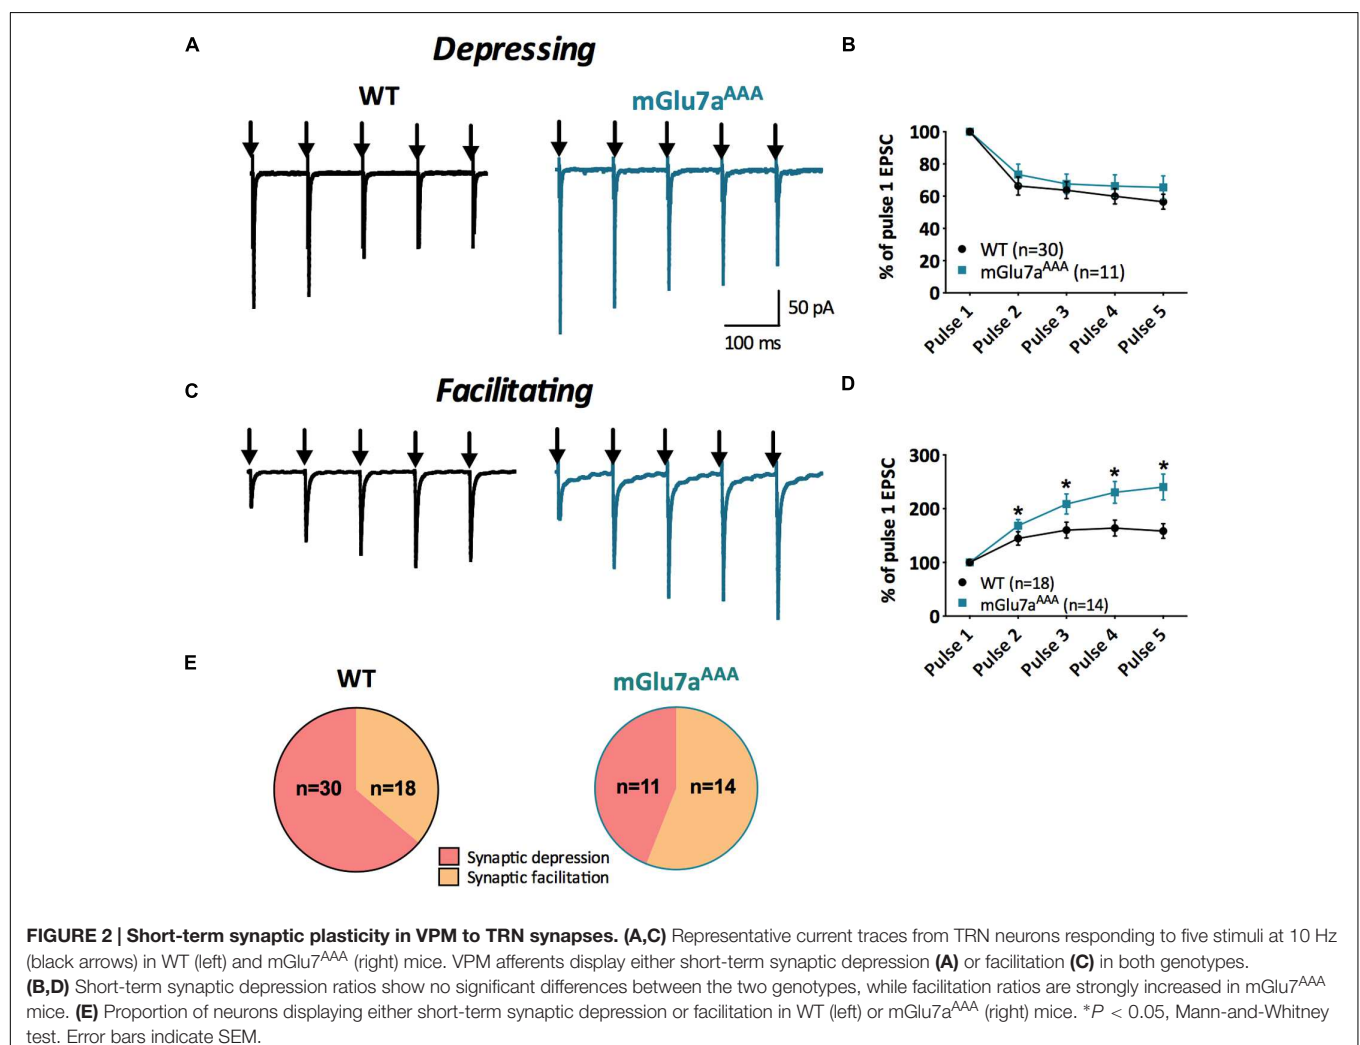 A
Depressing
WT
mGlu7aAAA
50 pA
100 ms
B
% of pulse 1 EPSC
100
80
60
40
20
0
WT (n=30)
mGlu7aAAA (n=11)
Pulse 1
Pulse 2
Pulse 3
Pulse 4
Pulse 5
C
Facilitating
D
% of pulse 1 EPSC
300
200
100
0
*
*
*
*
WT (n=18)
mGlu7aAAA (n=14)
Pulse 1
Pulse 2
Pulse 3
Pulse 4
Pulse 5
E
WT
mGlu7aAAA
n=30
n=18
n=11
n=14
Synaptic depression
Synaptic facilitation
FIGURE 2 | Short-term synaptic plasticity in VPM to TRN synapses. (A,C) Representative current traces from TRN neurons responding to five stimuli at 10 Hz
(black arrows) in WT (left) and mGlu7AAA (right) mice. VPM afferents display either short-term synaptic depression (A) or facilitation (C) in both genotypes.
(B,D) Short-term synaptic depression ratios show no significant differences between the two genotypes, while facilitation ratios are strongly increased in mGlu7AAA
mice. (E) Proportion of neurons displaying either short-term synaptic depression or facilitation in WT (left) or mGlu7aAAA (right) mice. *P < 0.05, Mann-and-Whitney
test. Error bars indicate SEM.